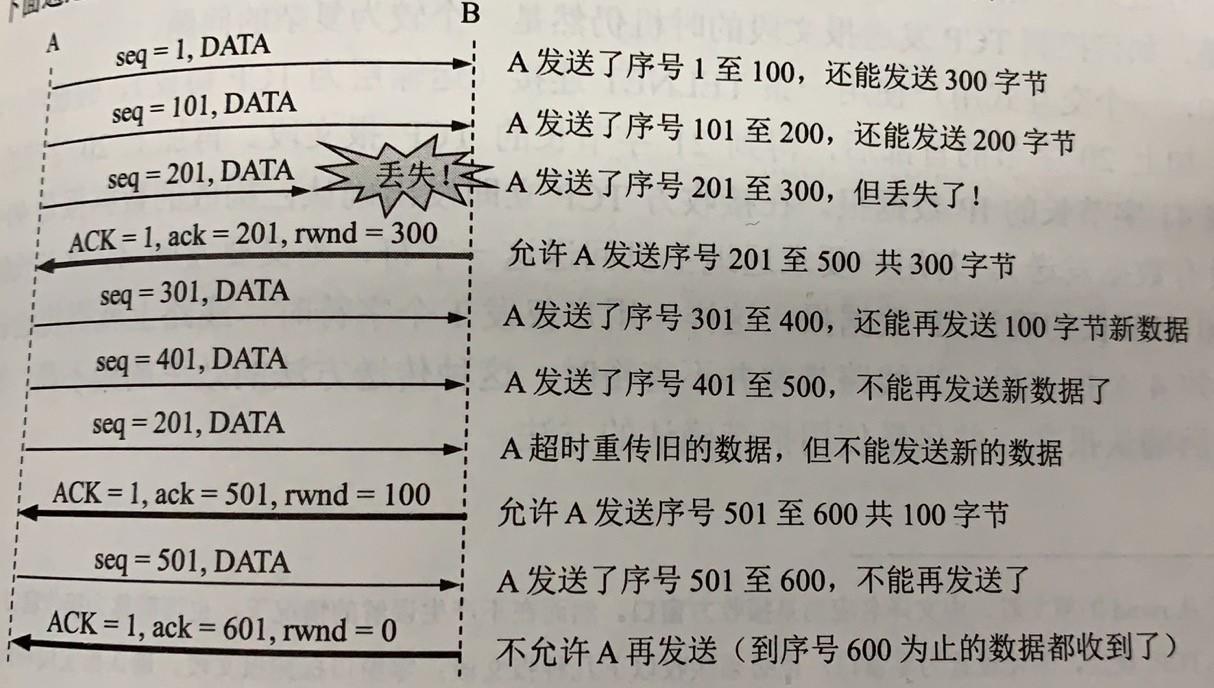 B
A
seq = 1, DATA
A 发送了序号 1 至 100，还能发送 300 字节
seq = 101, DATA
A 发送了序号 101 至 200，还能发送 200 字节
seq = 201, DATA
丢失！
A 发送了序号 201 至 300，但丢失了！
ACK = 1, ack = 201, rwnd = 300
允许 A 发送序号 201 至 500 共 300 字节
seq = 301, DATA
A 发送了序号 301 至 400，还能再发送 100 字节新数据
seq = 401, DATA
A 发送了序号 401 至 500，不能再发送新数据了
seq = 201, DATA
A 超时重传旧的数据，但不能发送新的数据
ACK = 1, ack = 501, rwnd = 100
允许 A 发送序号 501 至 600 共 100 字节
seq = 501, DATA
A 发送了序号 501 至 600，不能再发送了
ACK = 1, ack = 601, rwnd = 0
不允许 A 再发送（到序号 600 为止的数据都收到了）